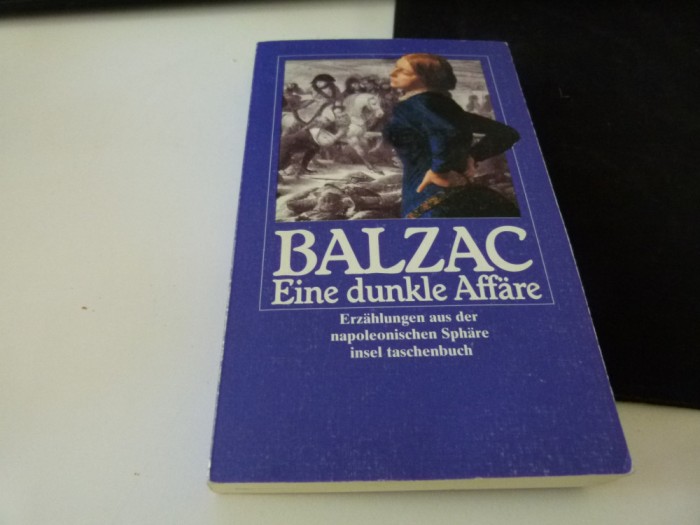 BALZAC
Eine dunkle Affäre
Erzählungen aus der
napoleonischen Sphäre
insel taschenbuch